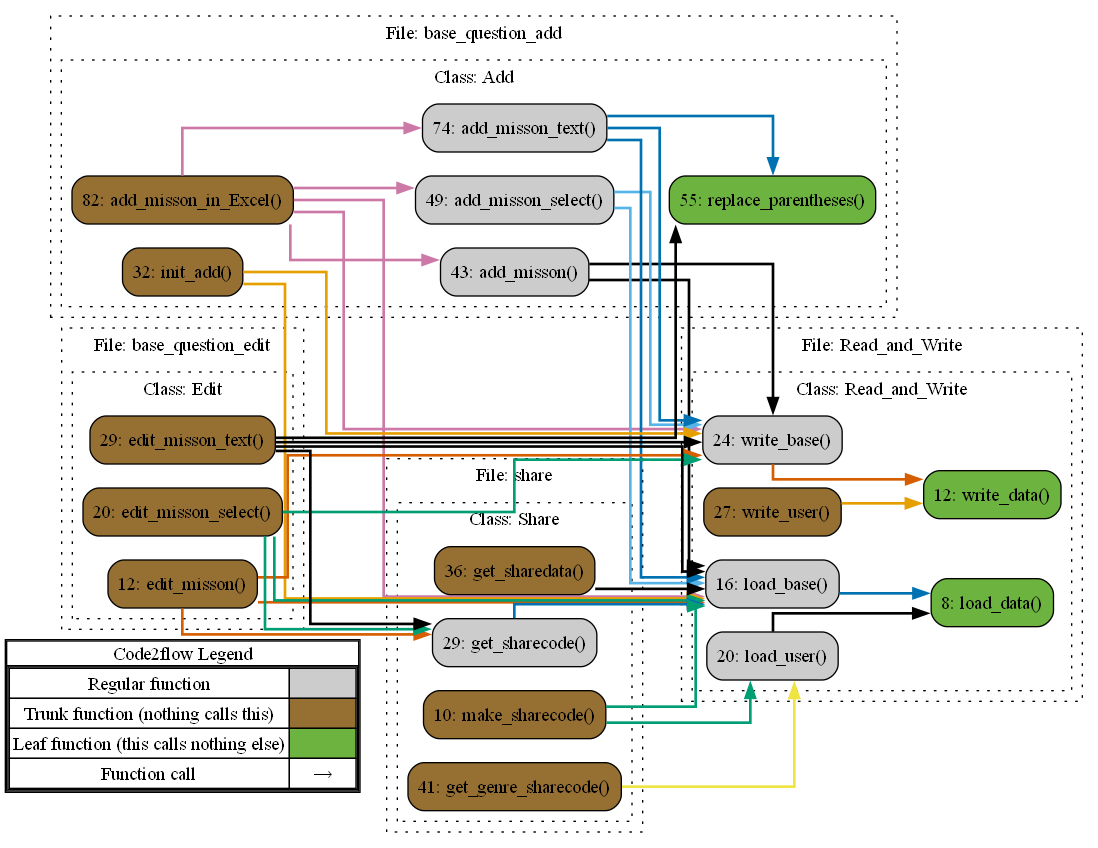 File: base_question_add
Class: Add
74: add_misson_text()
82: add_misson_in_Excel()
49: add_misson_select()
55: replace_parentheses()
32: init_add()
43: add_misson()
File: base_question_edit
Class: Edit
29: edit_misson_text()
20: edit_misson_select()
12: edit_misson()
File: Read_and_Write
Class: Read_and_Write
24: write_base()
12: write_data()
27: write_user()
16: load_base()
8: load_data()
20: load_user()
File: share
Class: Share
36: get_sharedata()
29: get_sharecode()
10: make_sharecode()
41: get_genre_sharecode()
Code2flow Legend
Regular function
Trunk function (nothing calls this)
Leaf function (this calls nothing else)
Function call →